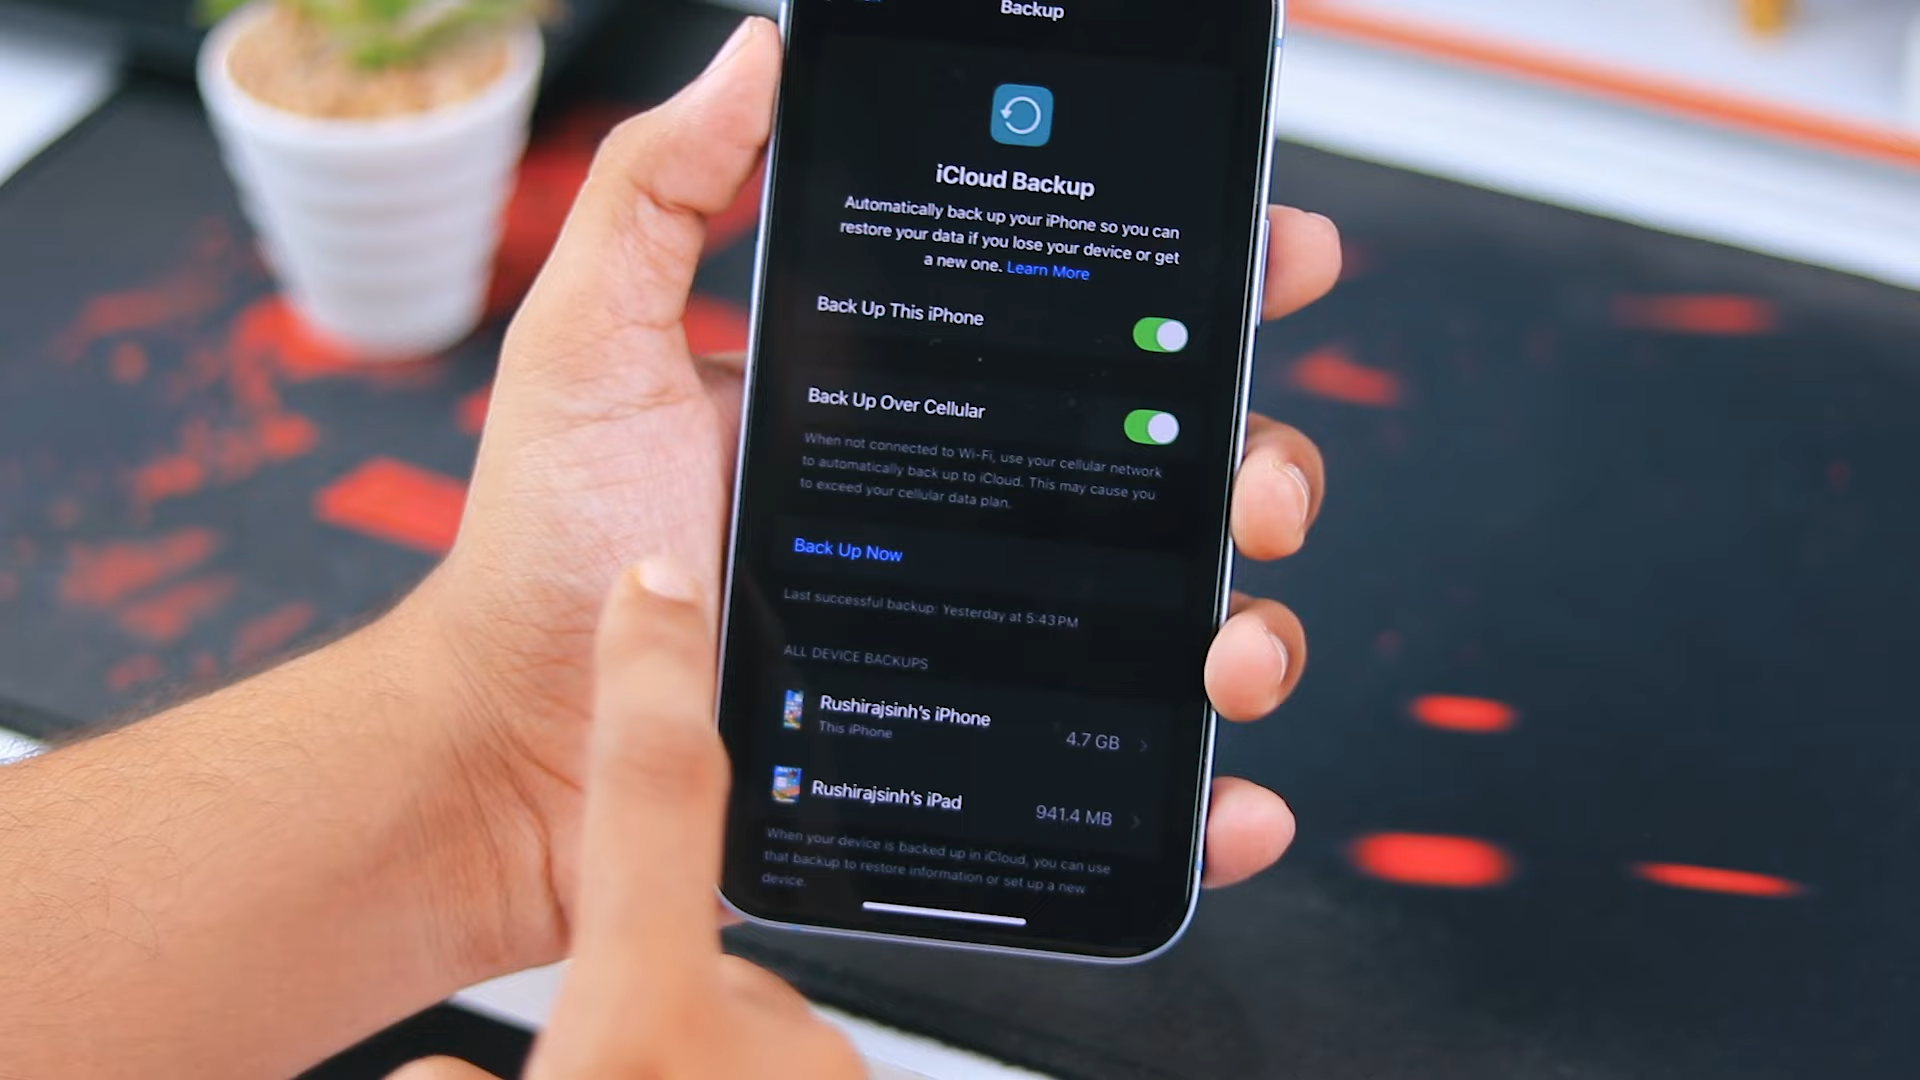 Backup
iCloud Backup
Automatically back up your iPhone so you can
restore your data if you lose your device or get
a new one. Learn More
Back Up This iPhone
Back Up Over Cellular
When not connected to Wi-Fi, use your cellular network
to automatically back up to iCloud. This may cause you
to exceed your cellular data plan.
Back Up Now
Last successful backup: Yesterday at 5:43 PM
ALL DEVICE BACKUPS
Rushirajsinh's iPhone
This iPhone
4.7 GB
Rushirajsinh's iPad
941.4 MB
When your device is backed up in iCloud, you can use
that backup to restore information or set up a new
device.